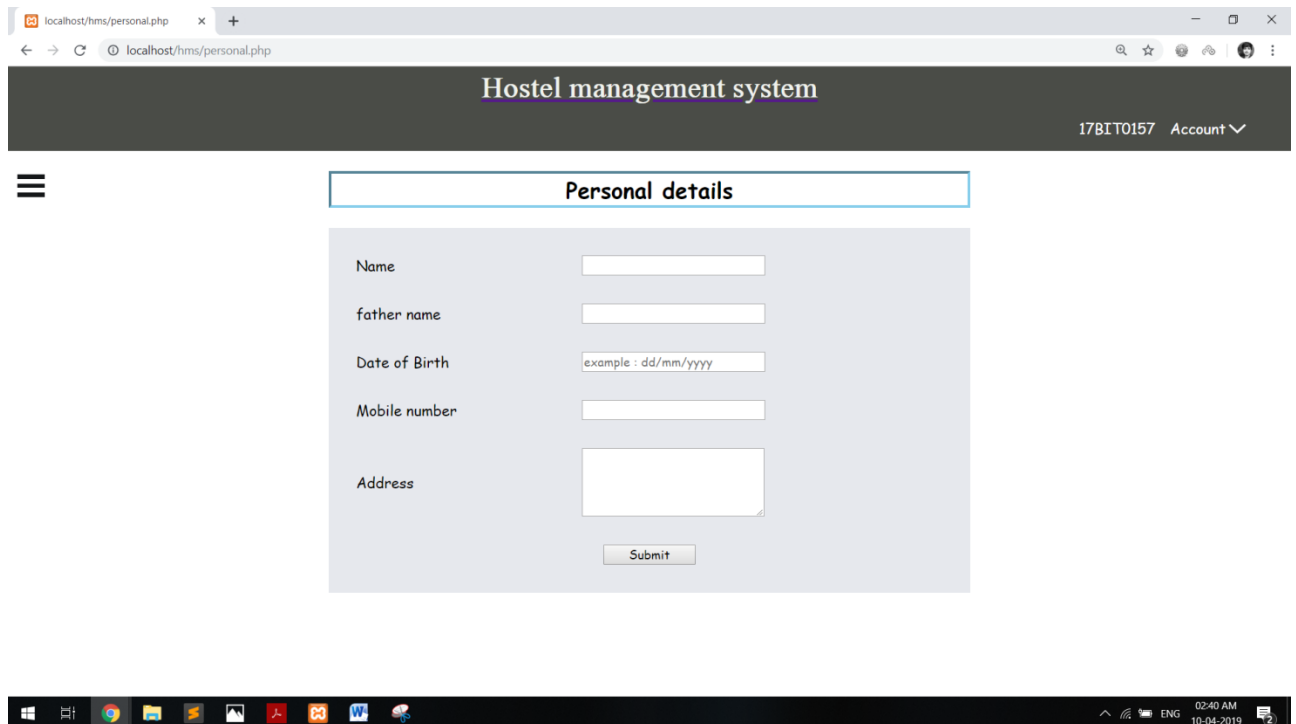 localhost/hms/personal.php
localhost/hms/personal.php
Hostel management system
17BIT0157 Account
Personal details
Name
father name
Date of Birth example : dd/mm/yyyy
Mobile number
Address
Submit
ENG 02:40 AM
10-04-2019 2